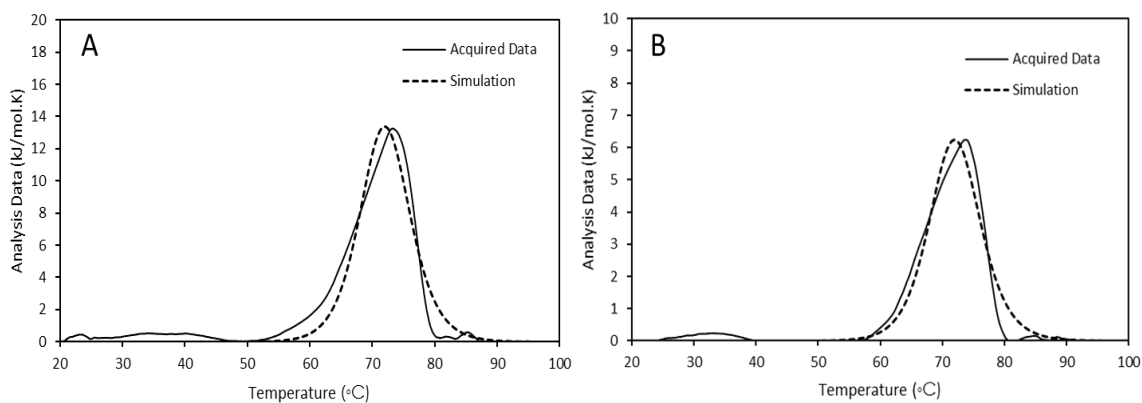 A
Acquired Data
Simulation
Analysis Data (kJ/mol.K)
20
18
16
14
12
10
8
6
4
2
0
20 30 40 50 60 70 80 90 100
Temperature (◦C)
B
Acquired Data
Simulation
Analysis Data (kJ/mol.K)
10
9
8
7
6
5
4
3
2
1
0
20 30 40 50 60 70 80 90 100
Temperature (◦C)